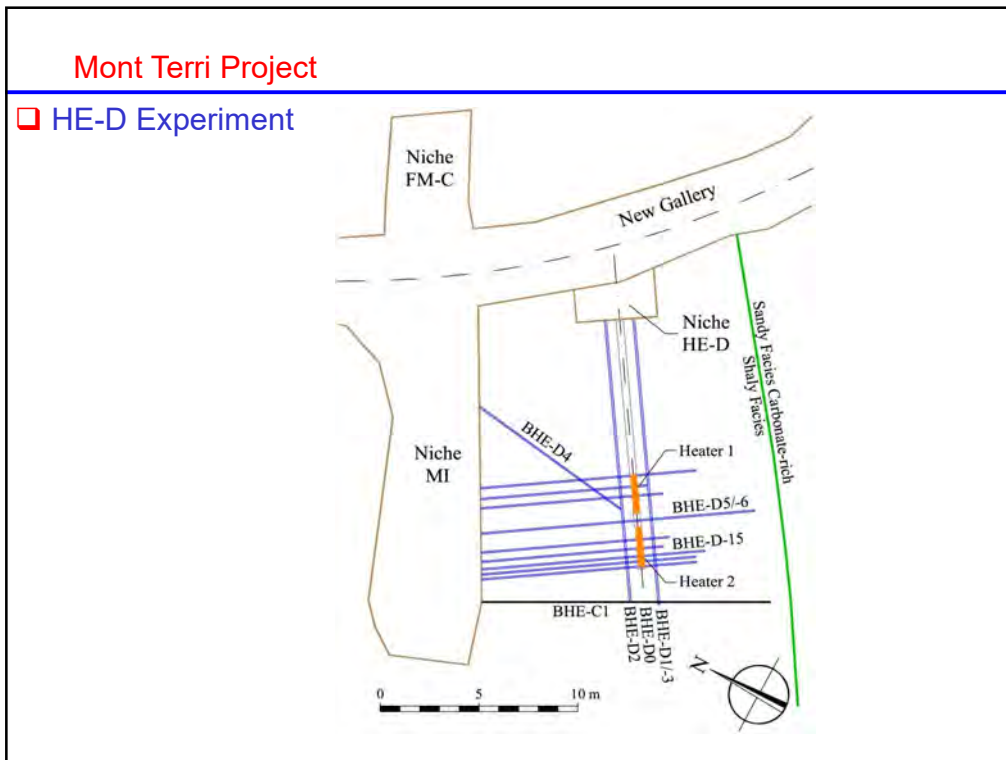 Mont Terri Project
HE-D Experiment
Niche
FM-C
New Gallery
Niche
HE-D
Sandy Facies Carbonate-rich
Shaly Facies
BHE-D4
Niche
MI
Heater 1
BHE-D5/-6
BHE-D-15
Heater 2
BHE-C1
BHE-D2
BHE-D0
BHE-D1/-3
N
0 5 10 m